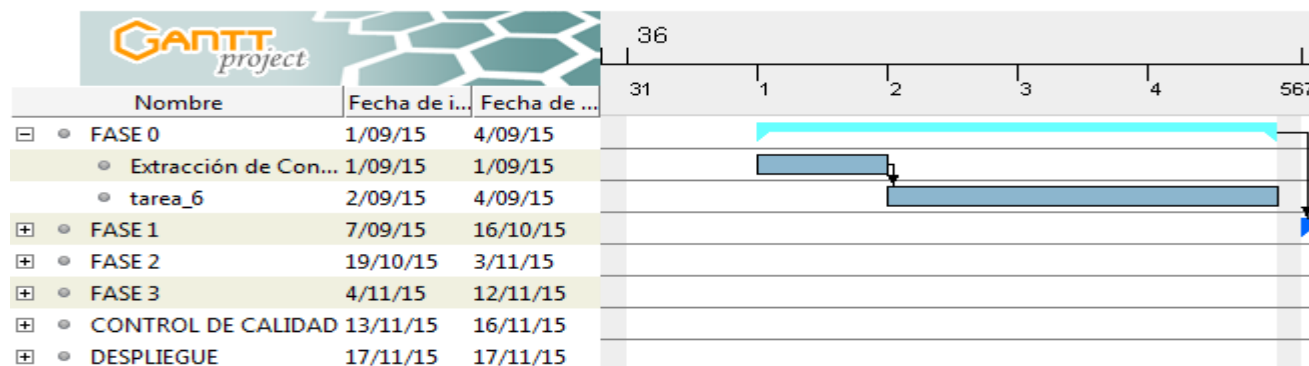 GANTT
project
36
31 1 2 3 4 567
Nombre Fecha de i... Fecha de ...
FASE 0 1/09/15 4/09/15
Extracción de Con... 1/09/15 1/09/15
tarea_6 2/09/15 4/09/15
FASE 1 7/09/15 16/10/15
FASE 2 19/10/15 3/11/15
FASE 3 4/11/15 12/11/15
CONTROL DE CALIDAD 13/11/15 16/11/15
DESPLIEGUE 17/11/15 17/11/15